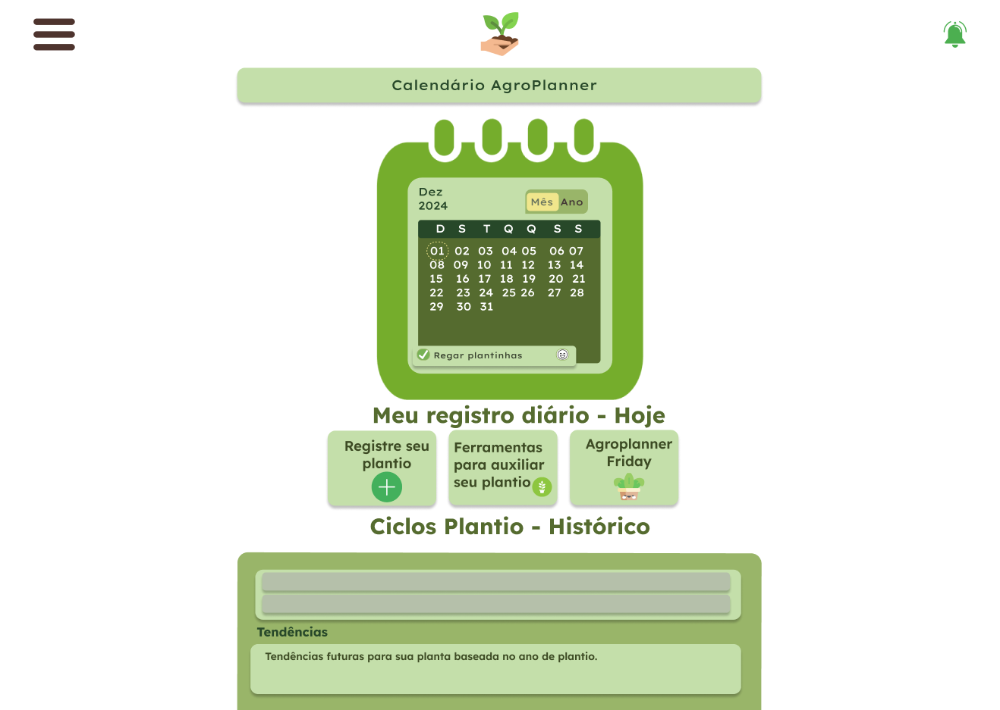 Calendário AgroPlanner
Dez
2024
Mês Ano
D S T Q Q S S
01 02 03 04 05 06 07
08 09 10 11 12 13 14
15 16 17 18 19 20 21
22 23 24 25 26 27 28
29 30 31
Regar plantinhas
Meu registro diário - Hoje
Registre seu
plantio
Ferramentas
para auxiliar
seu plantio
Agroplanner
Friday
Ciclos Plantio - Histórico
Tendências
Tendências futuras para sua planta baseada no ano de plantio.